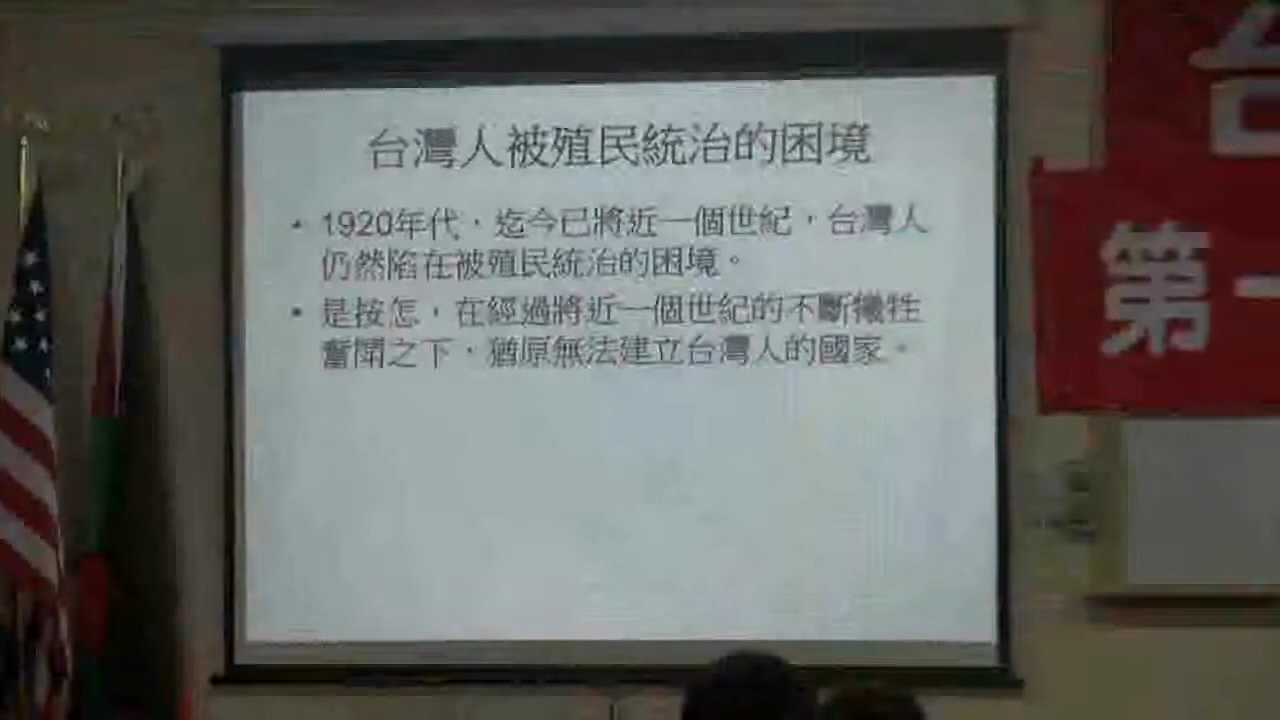 台灣人被殖民統治的困境
• 1920年代，迄今已將近一個世紀，台灣人
仍然陷在被殖民統治的困境。
• 是按怎，在經過將近一個世紀的不斷犧牲
奮鬥之下，猶原無法建立台灣人的國家。
台
第一